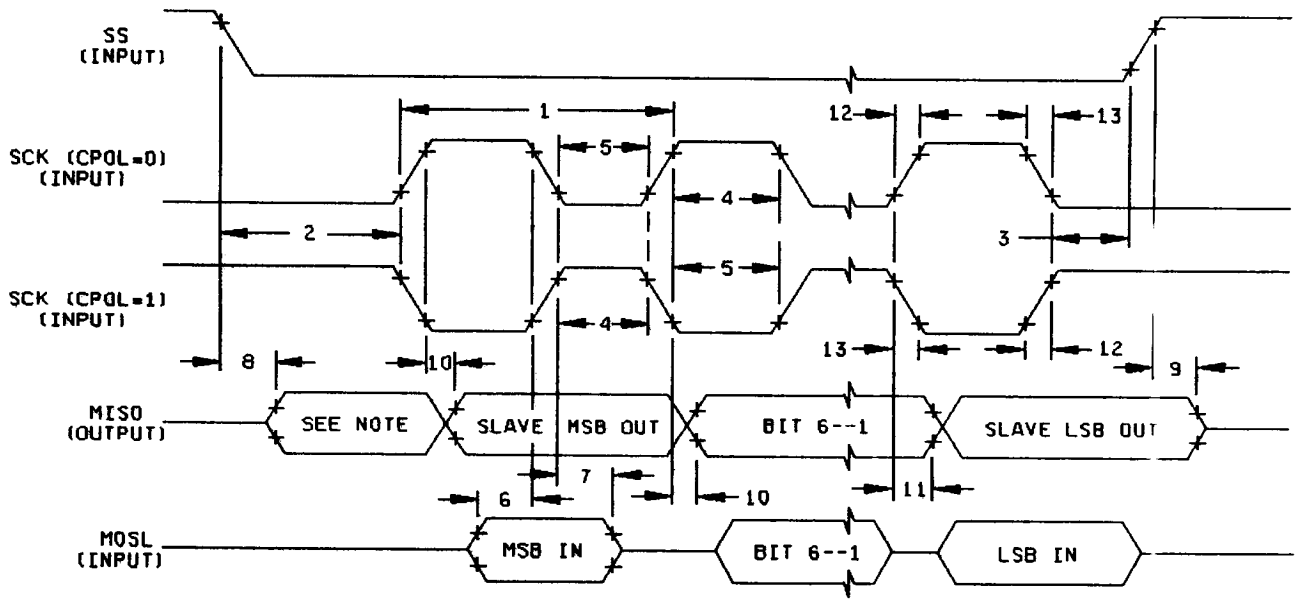 SS
(INPUT)
1
12
13
SCK (CPOL=0)
(INPUT)
5
4
2
3
SCK (CPOL=1)
(INPUT)
5
4
13
12
8
10
9
MISO
(OUTPUT)
SEE NOTE
SLAVE MSB OUT
BIT 6--1
SLAVE LSB OUT
7
6
10
11
MOSL
(INPUT)
MSB IN
BIT 6--1
LSB IN